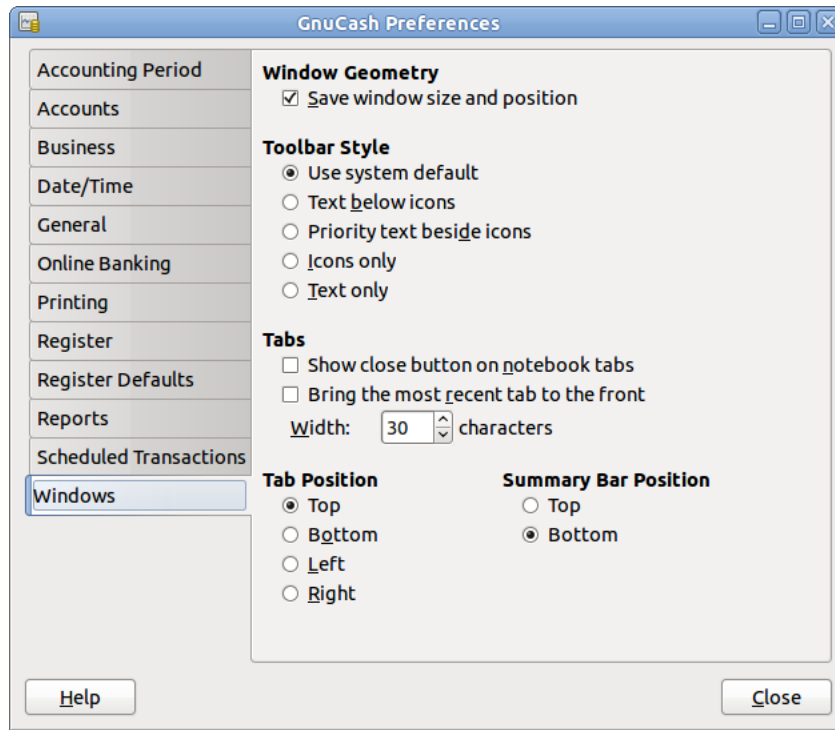 GnuCash Preferences
Accounting Period
Accounts
Business
Date/Time
General
Online Banking
Printing
Register
Register Defaults
Reports
Scheduled Transactions
Windows
Window Geometry
Save window size and position
Toolbar Style
Use system default
Text below icons
Priority text beside icons
Icons only
Text only
Tabs
Show close button on notebook tabs
Bring the most recent tab to the front
Width: 30 characters
Tab Position
Top
Bottom
Left
Right
Summary Bar Position
Top
Bottom
Help
Close